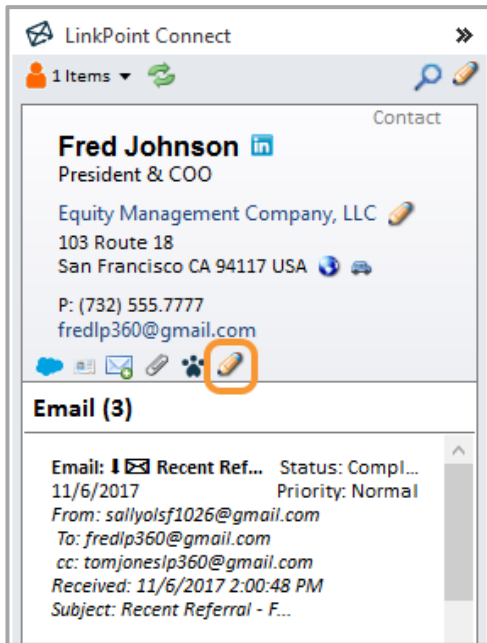 LinkPoint Connect
1 Items
Contact
Fred Johnson in
President & COO
Equity Management Company, LLC
103 Route 18
San Francisco CA 94117 USA
P: (732) 555.7777
fredlp360@gmail.com
Email (3)
Email: Recent Ref... Status: Compl...
11/6/2017 Priority: Normal
From: sallyolsf1026@gmail.com
To: fredlp360@gmail.com
cc: tomjoneslp360@gmail.com
Received: 11/6/2017 2:00:48 PM
Subject: Recent Referral - F...